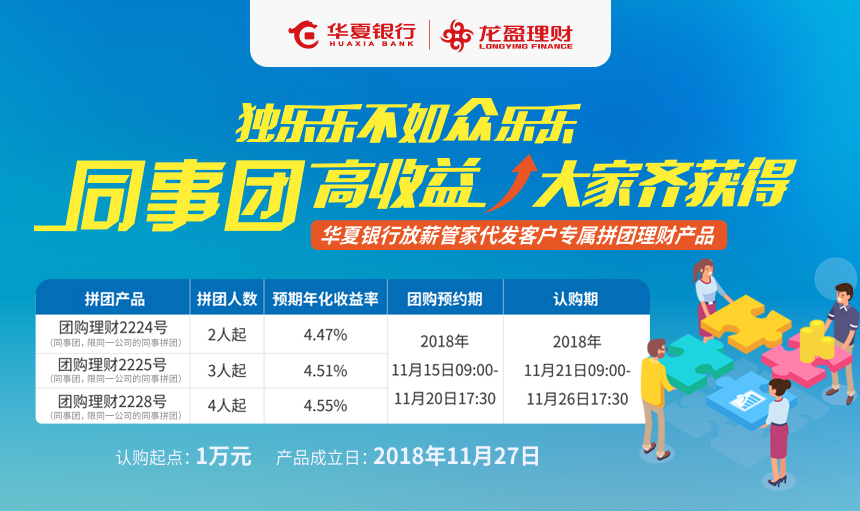 华夏银行 龙盈理财
HUAXIA BANK LONGYING FINANCE
独乐乐不如众乐乐
同事团高收益大家齐获得
华夏银行放薪管家代发客户专属拼团理财产品
拼团产品 拼团人数 预期年化收益率 团购预约期 认购期
团购理财2224号
(同事团，限同一公司的同事拼团)
2人起 4.47%
团购理财2225号
(同事团，限同一公司的同事拼团)
3人起 4.51%
团购理财2228号
(同事团，限同一公司的同事拼团)
4人起 4.55%
2018年
11月15日09:00-
11月20日17:30
2018年
11月21日09:00-
11月26日17:30
认购起点：1万元 产品成立日：2018年11月27日